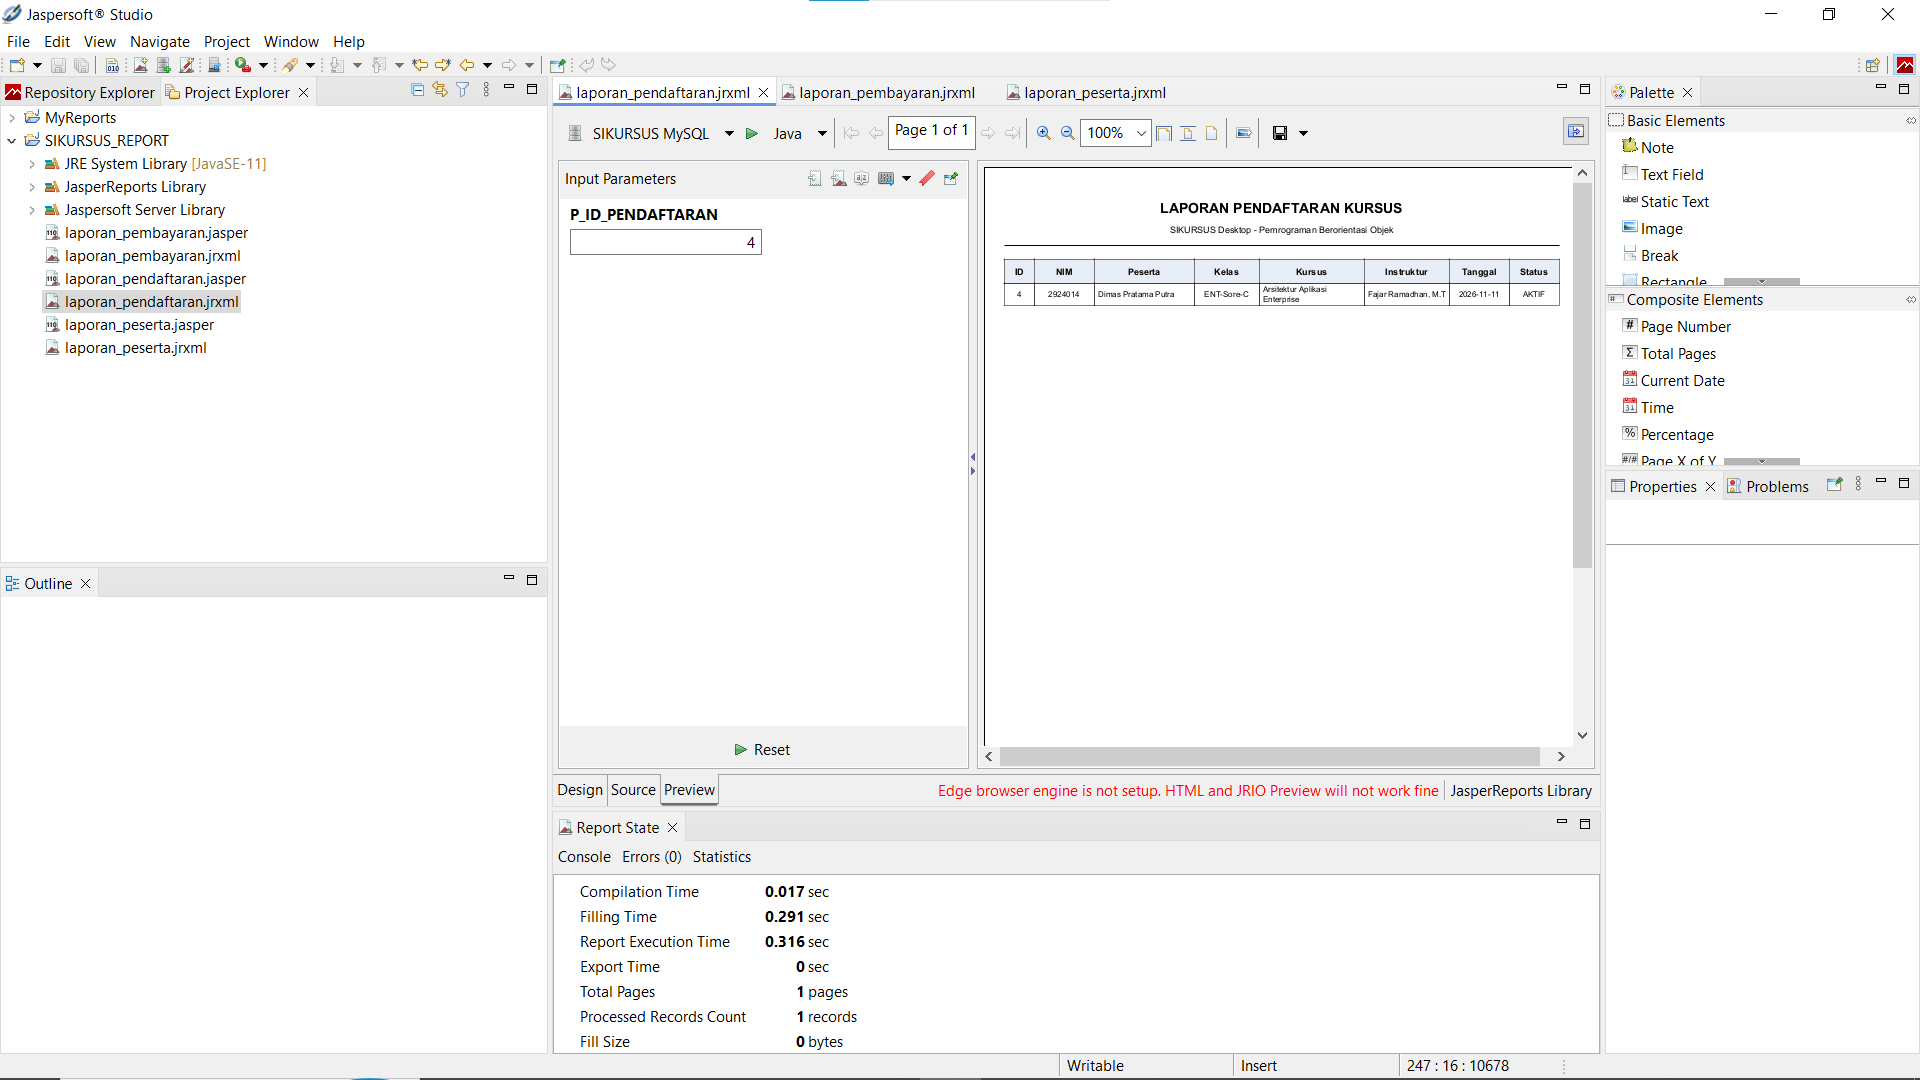 Jaspersoft® Studio
File Edit View Navigate Project Window Help
Repository Explorer Project Explorer
MyReports
SIKURSUS_REPORT
JRE System Library [JavaSE-11]
JasperReports Library
Jaspersoft Server Library
laporan_pembayaran.jasper
laporan_pembayaran.jrxml
laporan_pendaftaran.jasper
laporan_pendaftaran.jrxml
laporan_peserta.jasper
laporan_peserta.jrxml
Outline
laporan_pendaftaran.jrxml laporan_pembayaran.jrxml laporan_peserta.jrxml
SIKURSUS MySQL Java Page 1 of 1 100%
Input Parameters
P_ID_PENDAFTARAN
4
Reset
LAPORAN PENDAFTARAN KURSUS
SIKURSUS Desktop - Pemrograman Berorientasi Objek
ID NIM Peserta Kelas Kursus Instruktur Tanggal Status
4 2924014 Dimas Pratama Putra ENT-Sore-C Arsitektur Aplikasi Enterprise Fajar Ramadhan, M.T 2026-11-11 AKTIF
Design Source Preview
Edge browser engine is not setup. HTML and JRIO Preview will not work fine JasperReports Library
Report State
Console Errors (0) Statistics
Compilation Time 0.017 sec
Filling Time 0.291 sec
Report Execution Time 0.316 sec
Export Time 0 sec
Total Pages 1 pages
Processed Records Count 1 records
Fill Size 0 bytes
Palette
Basic Elements
Note
Text Field
label Static Text
Image
Break
Rectangle
Composite Elements
# Page Number
Σ Total Pages
31 Current Date
31 Time
% Percentage
#/# Page X of Y
Properties Problems
Writable Insert 247 : 16 : 10678